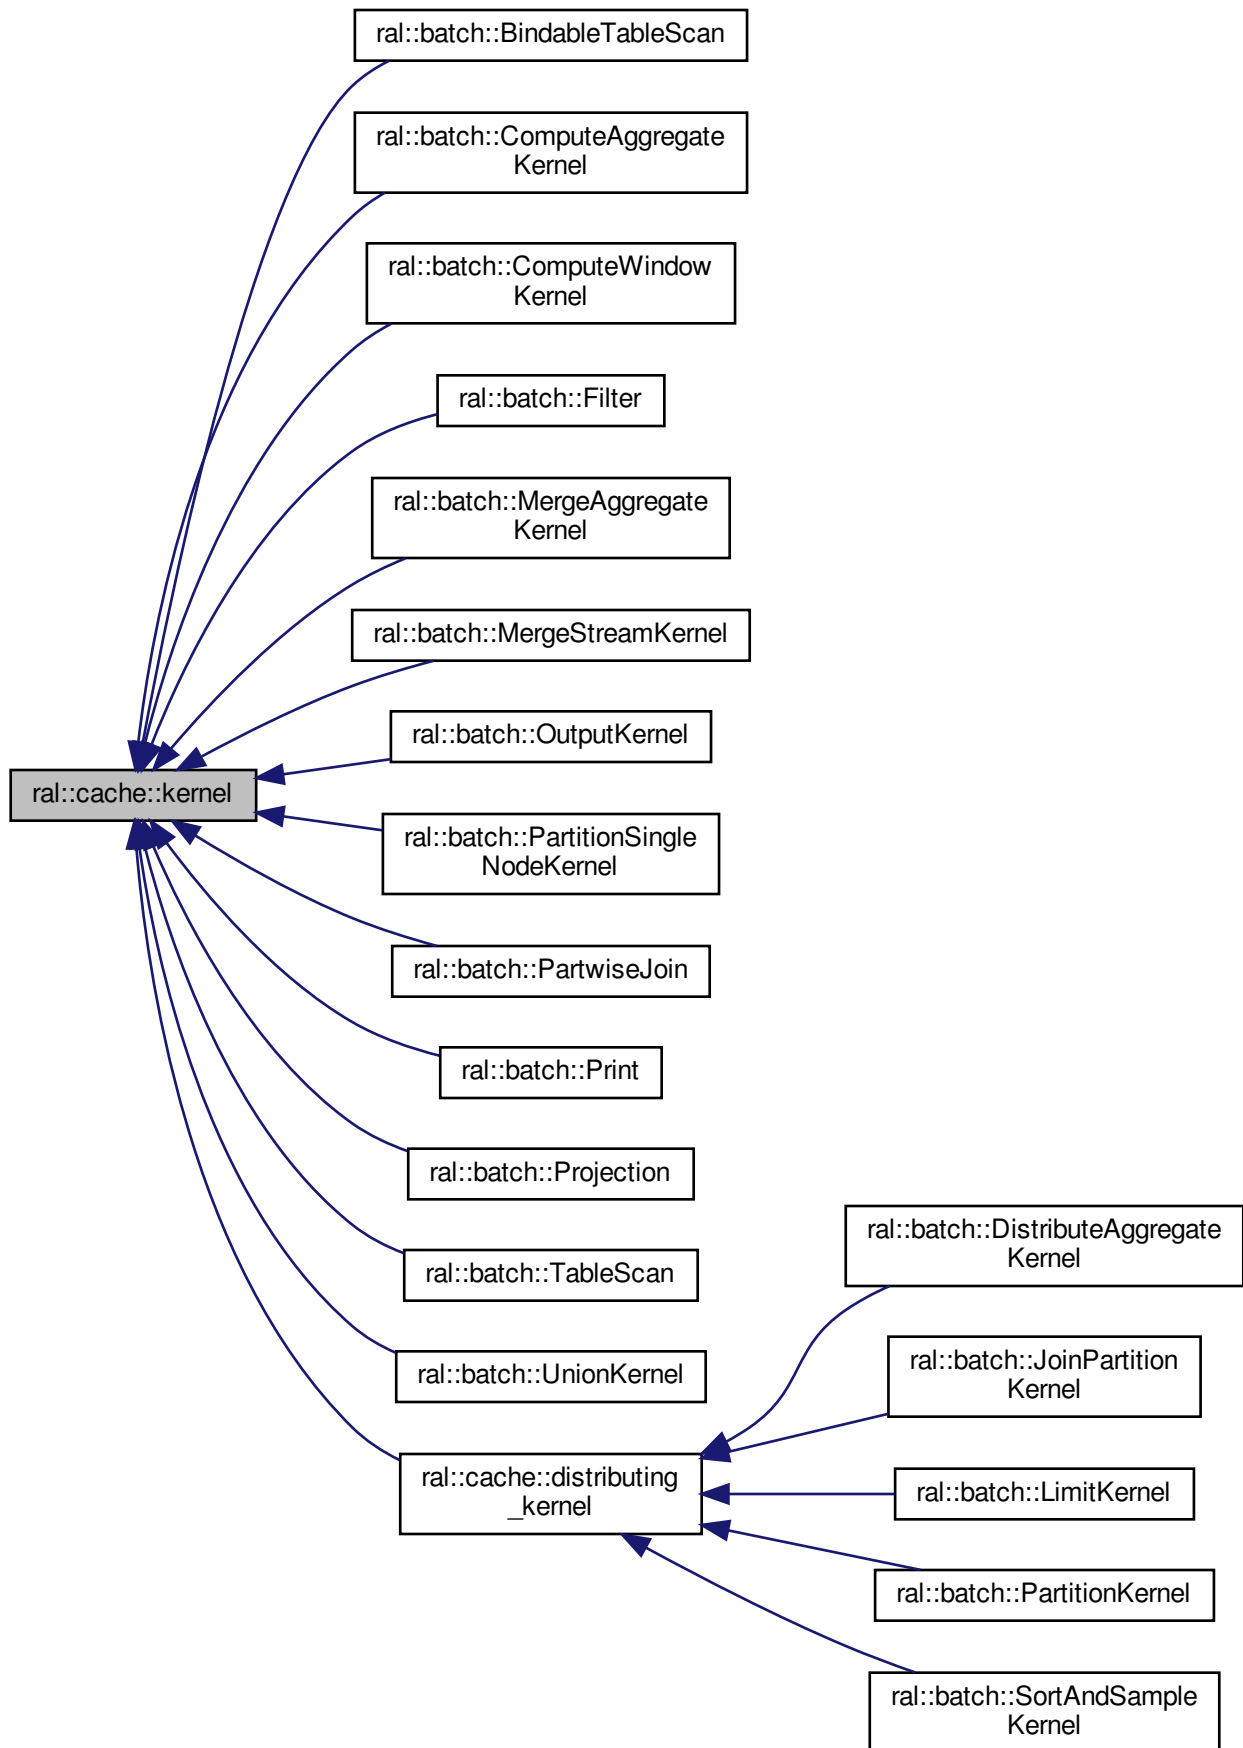 ral::batch::BindableTableScan
ral::batch::ComputeAggregate
Kernel
ral::batch::ComputeWindow
Kernel
ral::batch::Filter
ral::batch::MergeAggregate
Kernel
ral::batch::MergeStreamKernel
ral::batch::OutputKernel
ral::cache::kernel
ral::batch::PartitionSingle
NodeKernel
ral::batch::PartwiseJoin
ral::batch::Print
ral::batch::Projection
ral::batch::TableScan
ral::batch::UnionKernel
ral::cache::distributing
_kernel
ral::batch::DistributeAggregate
Kernel
ral::batch::JoinPartition
Kernel
ral::batch::LimitKernel
ral::batch::PartitionKernel
ral::batch::SortAndSample
Kernel